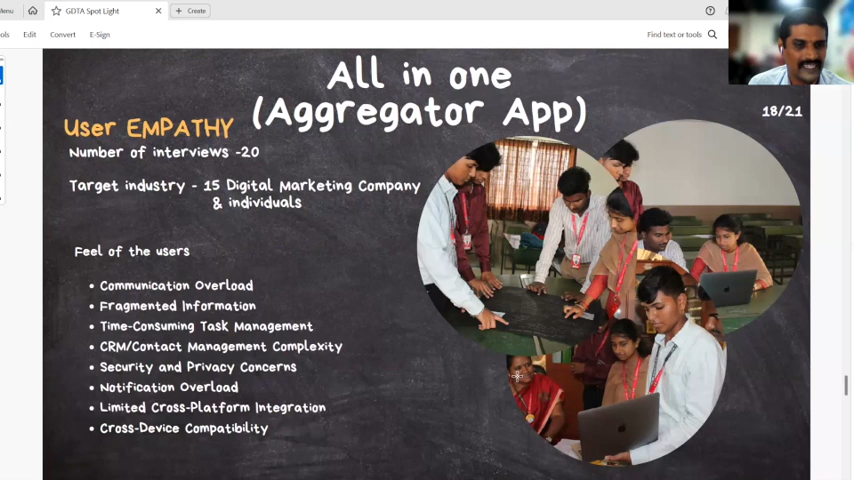 Menu
GDTA Spot Light
Create
Edit
Convert
E-Sign
Find text or tools
All in one
(Aggregator App)
18/21
User EMPATHY
Number of interviews -20
Target industry - 15 Digital Marketing Company
& individuals
Feel of the users
• Communication Overload
• Fragmented Information
• Time-Consuming Task Management
• CRM/Contact Management Complexity
• Security and Privacy Concerns
• Notification Overload
• Limited Cross-Platform Integration
• Cross-Device Compatibility